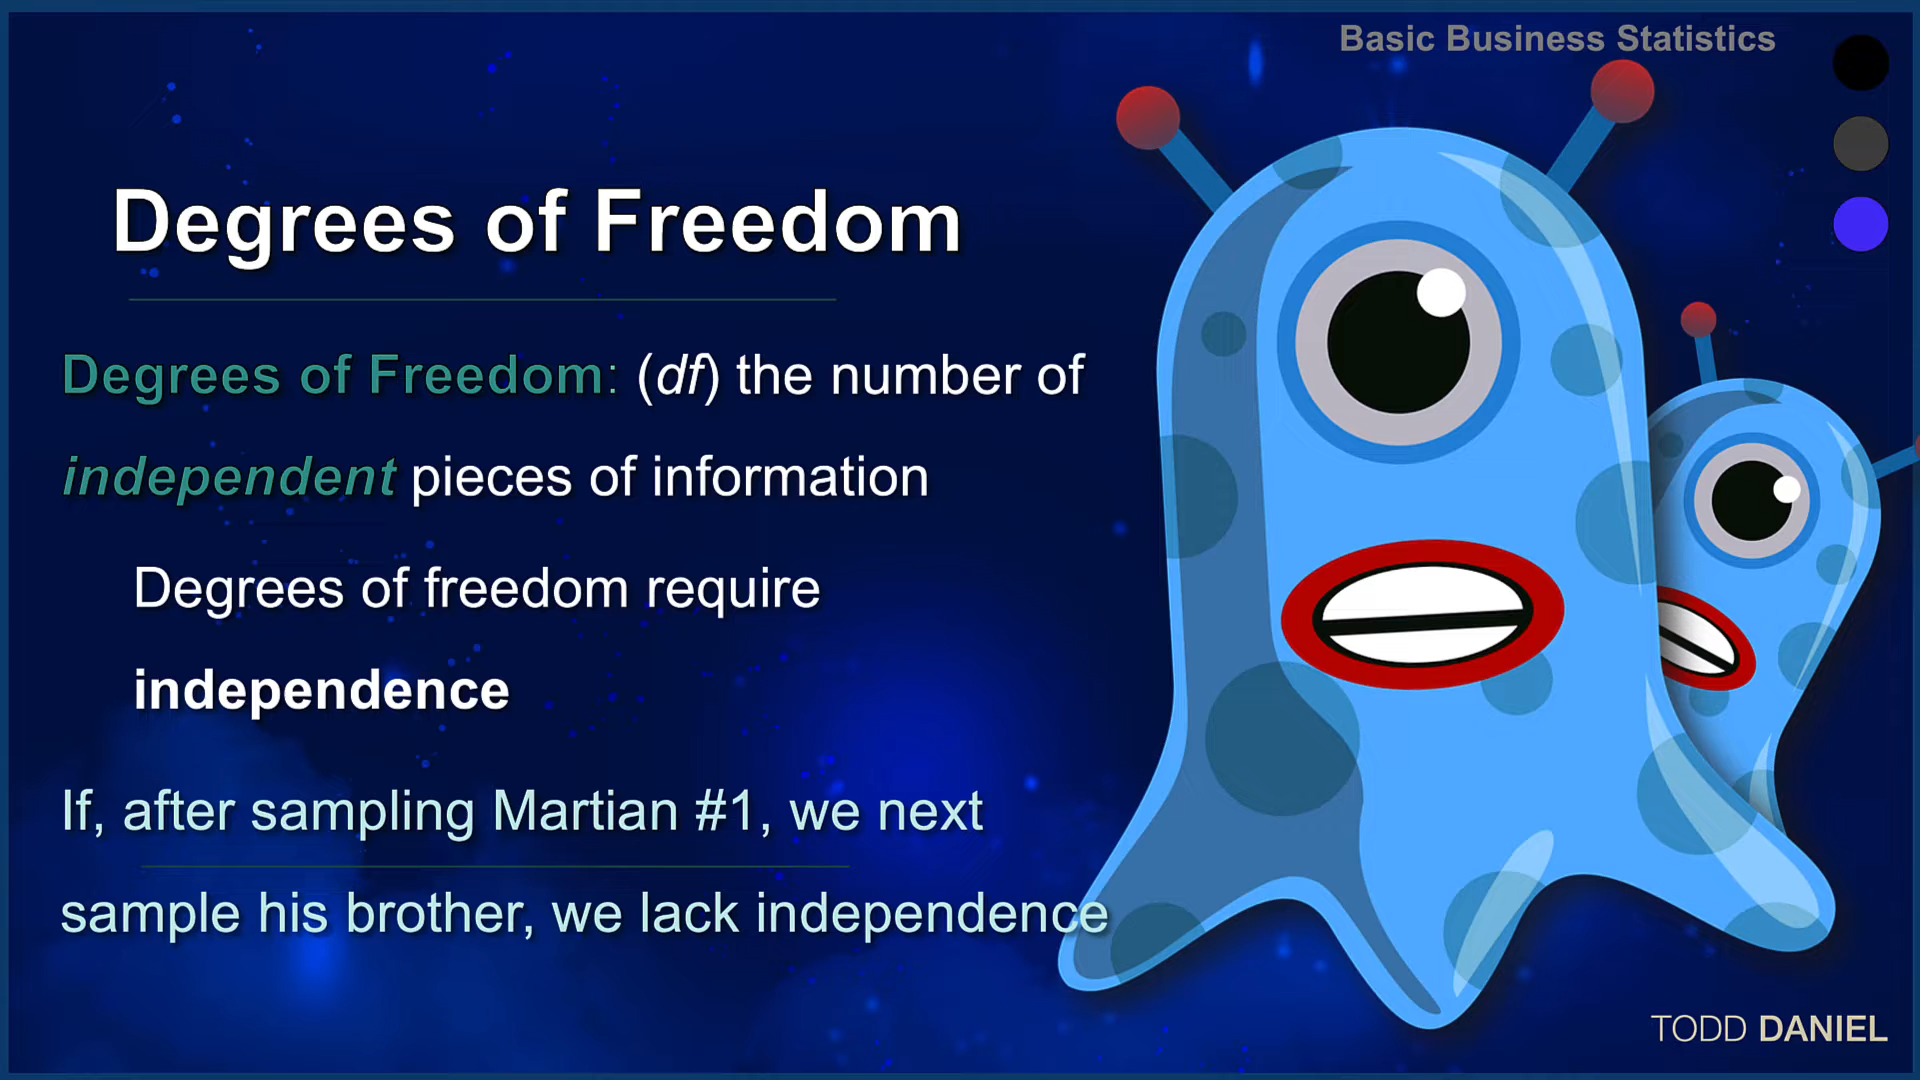 Basic Business Statistics
Degrees of Freedom
Degrees of Freedom: (df) the number of
independent pieces of information
Degrees of freedom require
independence
If, after sampling Martian #1, we next
sample his brother, we lack independence
TODD DANIEL